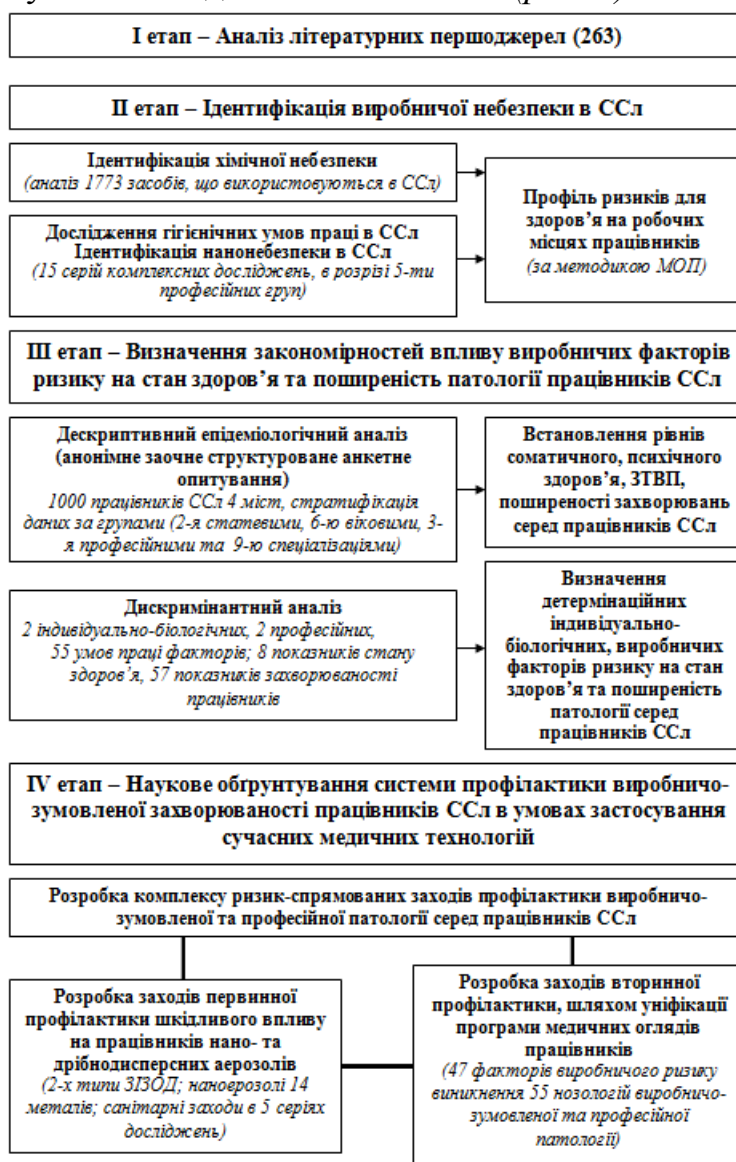 І етап – Аналіз літературних першоджерел (263)
ІІ етап – Ідентифікація виробничої небезпеки в ССл
Ідентифікація хімічної небезпеки
(аналіз 1773 засобів, що використовуються в ССл)
Дослідження гігієнічних умов праці в ССл
Ідентифікація нанонебезпеки в ССл
(15 серій комплексних досліджень, в розрізі 5-ти
професійних груп)
Профіль ризиків для
здоров’я на робочих
місцях працівників
(за методикою МОП)
ІІІ етап – Визначення закономірностей впливу виробничих факторів
ризику на стан здоров’я та поширеність патології працівників ССл
Дескриптивний епідеміологічний аналіз
(анонімне заочне структуроване анкетне
опитування)
1000 працівників ССл 4 міст, стратифікація
даних за групами (2-я статевими, 6-ю віковими, 3-
я професійними та 9-ю спеціалізаціями)
Встановлення рівнів
соматичного, психічного
здоров’я, ЗТВП,
поширеності захворювань
серед працівників ССл
Дискримінантний аналіз
2 індивідуально-біологічних, 2 професійних,
55 умов праці факторів; 8 показників стану
здоров’я, 57 показників захворюваності
працівників
Визначення
детермінаційних
індивідуально-
біологічних, виробничих
факторів ризику на стан
здоров’я та поширеність
патології серед
працівників ССл
IV етап – Наукове обґрунтування системи профілактики виробничо-
зумовленої захворюваності працівників ССл в умовах застосування
сучасних медичних технологій
Розробка комплексу ризик-спрямованих заходів профілактики виробничо-
зумовленої та професійної патології серед працівників ССл
Розробка заходів первинної
профілактики шкідливого впливу
на працівників нано- та
дрібнодисперсних аерозолів
(2-х типи ЗІЗОД; наноерозолі 14
металів; санітарні заходи в 5 серіях
досліджень)
Розробка заходів вторинної
профілактики, шляхом уніфікації
програми медичних оглядів
працівників
(47 факторів виробничого ризику
виникнення 55 нозологій виробничо-
зумовленої та професійної
патології)